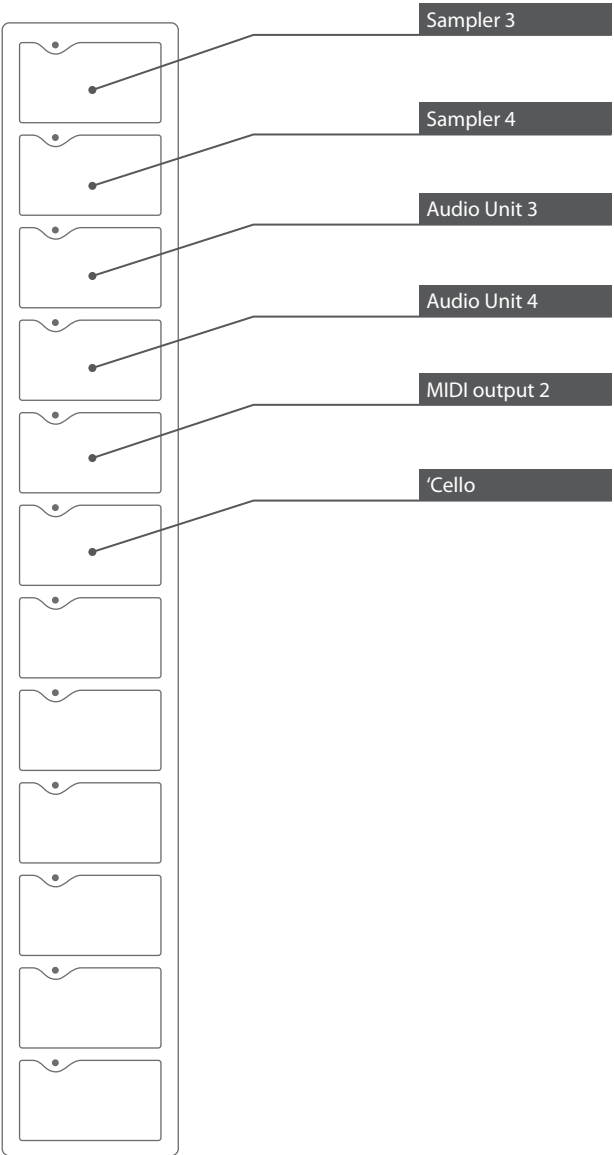 Sampler 3
Sampler 4
Audio Unit 3
Audio Unit 4
MIDI output 2
‘Cello